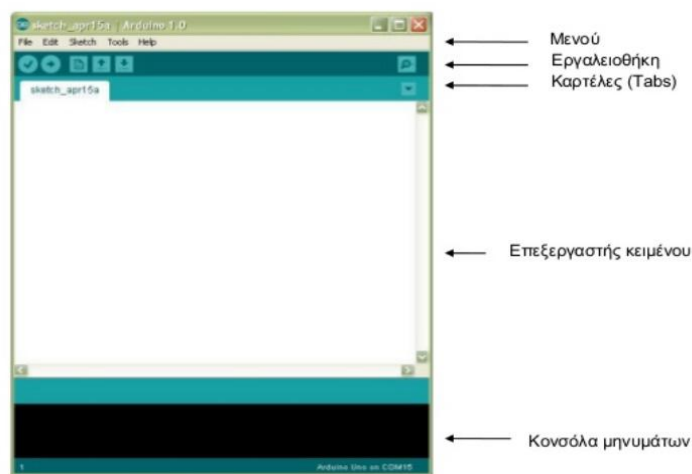 sketch_apr15a | Arduino 1.0
File Edit Sketch Tools Help
sketch_apr15a
1
Arduino Uno on COM15
Μενού
Εργαλειοθήκη
Καρτέλες (Tabs)
Επεξεργαστής κειμένου
Κονσόλα μηνυμάτων